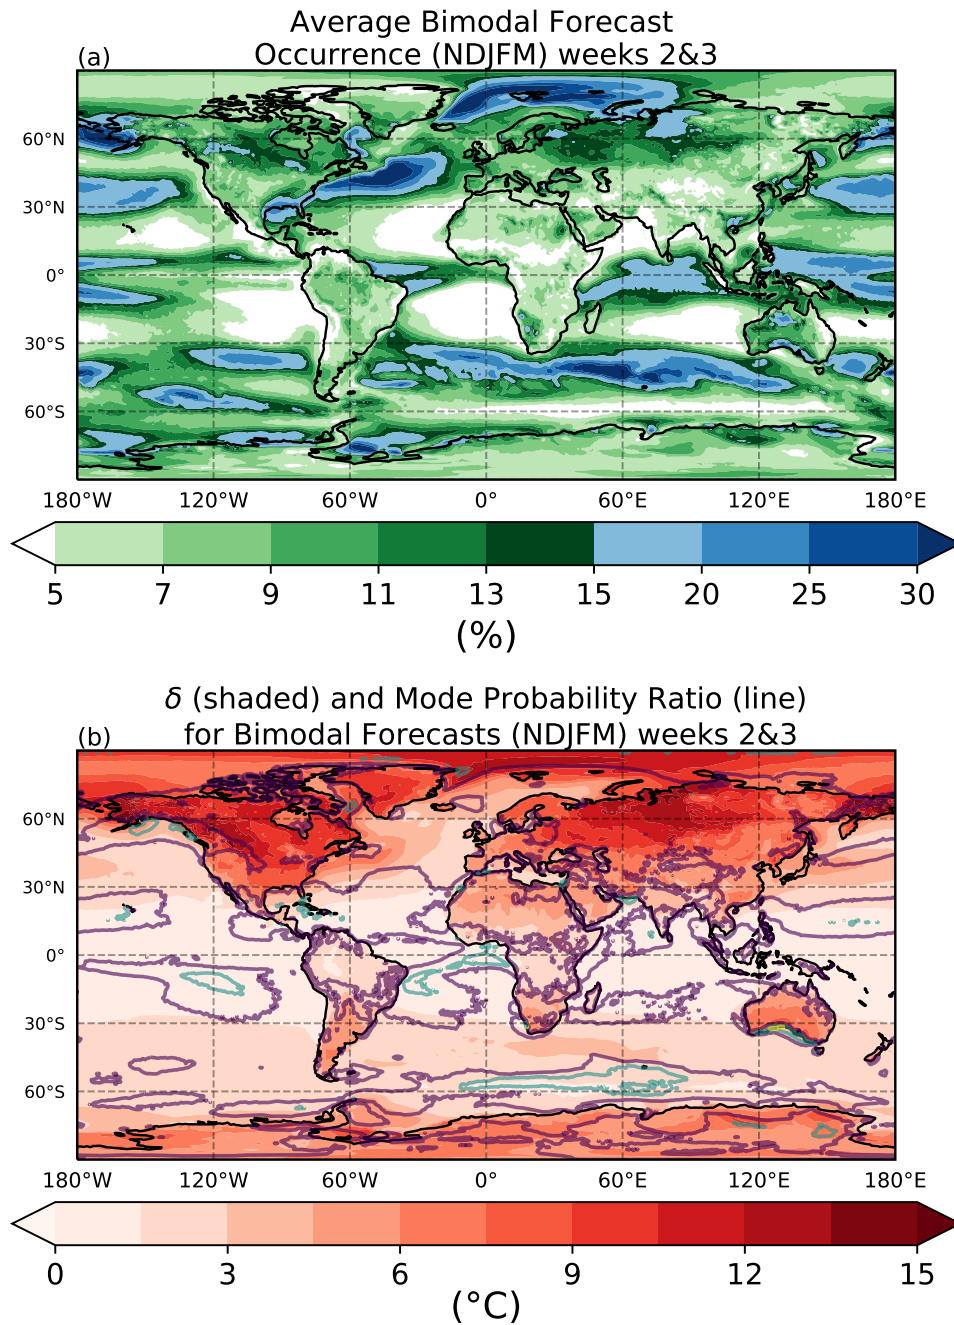 Average Bimodal Forecast
Occurrence (NDJFM) weeks 2&3
(a)
60°N
30°N
0°
30°S
60°S
180°W 120°W 60°W 0° 60°E 120°E 180°E
5 7 9 11 13 15 20 25 30
(%)
δ (shaded) and Mode Probability Ratio (line)
for Bimodal Forecasts (NDJFM) weeks 2&3
(b)
60°N
30°N
0°
30°S
60°S
180°W 120°W 60°W 0° 60°E 120°E 180°E
0 3 6 9 12 15
(°C)